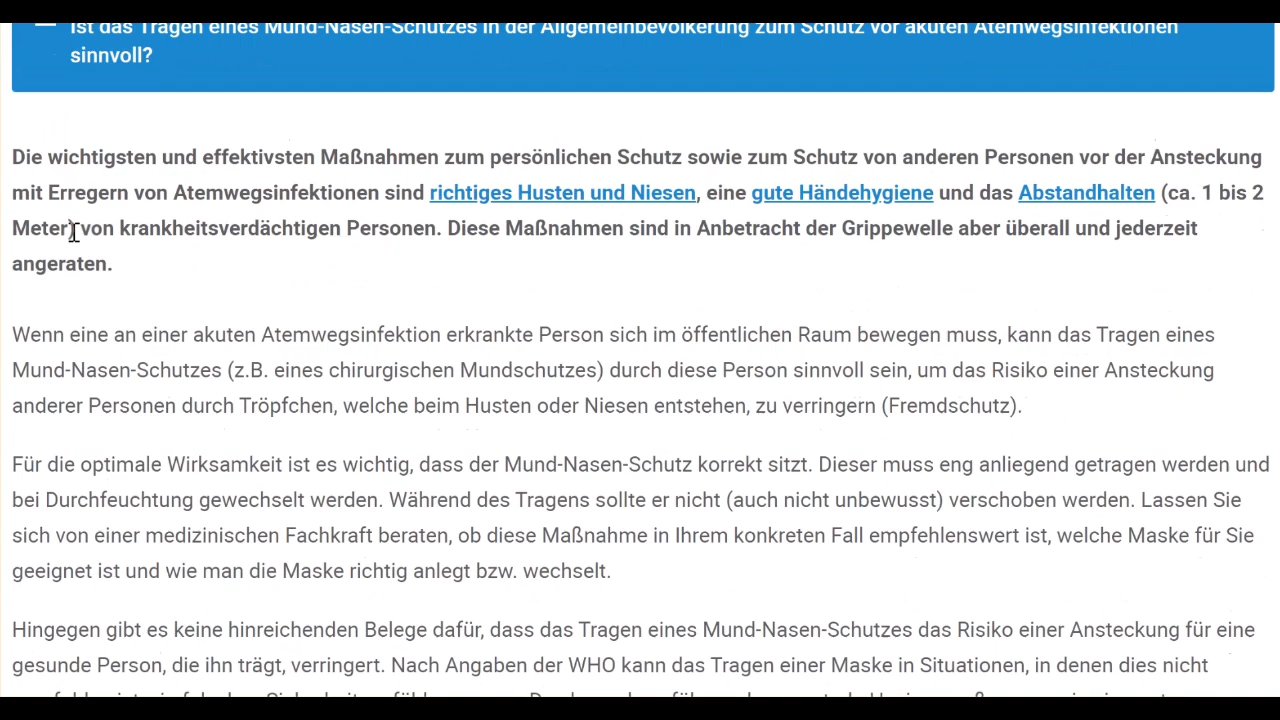 Ist das Tragen eines Mund-Nasen-Schutzes in der Allgemeinbevölkerung zum Schutz vor akuten Atemwegsinfektionen
sinnvoll?
Die wichtigsten und effektivsten Maßnahmen zum persönlichen Schutz sowie zum Schutz von anderen Personen vor der Ansteckung
mit Erregern von Atemwegsinfektionen sind richtiges Husten und Niesen, eine gute Händehygiene und das Abstandhalten (ca. 1 bis 2
Meter) von krankheitsverdächtigen Personen. Diese Maßnahmen sind in Anbetracht der Grippewelle aber überall und jederzeit
angeraten.
Wenn eine an einer akuten Atemwegsinfektion erkrankte Person sich im öffentlichen Raum bewegen muss, kann das Tragen eines
Mund-Nasen-Schutzes (z.B. eines chirurgischen Mundschutzes) durch diese Person sinnvoll sein, um das Risiko einer Ansteckung
anderer Personen durch Tröpfchen, welche beim Husten oder Niesen entstehen, zu verringern (Fremdschutz).
Für die optimale Wirksamkeit ist es wichtig, dass der Mund-Nasen-Schutz korrekt sitzt. Dieser muss eng anliegend getragen werden und
bei Durchfeuchtung gewechselt werden. Während des Tragens sollte er nicht (auch nicht unbewusst) verschoben werden. Lassen Sie
sich von einer medizinischen Fachkraft beraten, ob diese Maßnahme in Ihrem konkreten Fall empfehlenswert ist, welche Maske für Sie
geeignet ist und wie man die Maske richtig anlegt bzw. wechselt.
Hingegen gibt es keine hinreichenden Belege dafür, dass das Tragen eines Mund-Nasen-Schutzes das Risiko einer Ansteckung für eine
gesunde Person, die ihn trägt, verringert. Nach Angaben der WHO kann das Tragen einer Maske in Situationen, in denen dies nicht